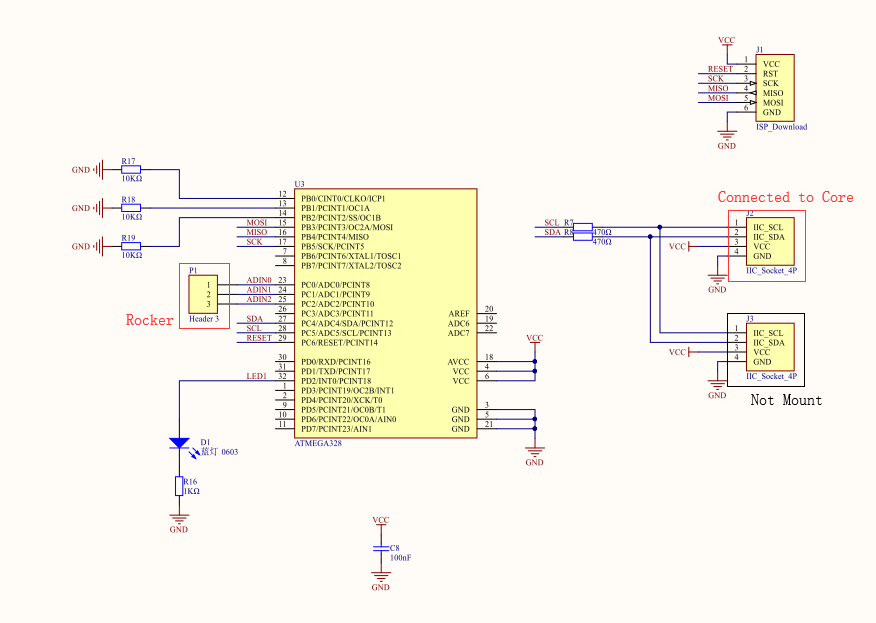 VCC
J1
1 VCC
RESET 2 RST
SCK 3 SCK
MISO 4 MISO
MOSI 5 MOSI
6 GND
GND
ISP_Download
R17
GND
10KΩ
R18
GND
10KΩ
R19
GND
10KΩ
U3
12 PB0/CINT0/CLKO/ICP1
13 PB1/PCINT1/OC1A
14 PB2/PCINT2/SS/OC1B
MOSI 15 PB3/PCINT3/OC2A/MOSI
MISO 16 PB4/PCINT4/MISO
SCK 17 PB5/SCK/PCINT5
7 PB6/PCINT6/XTAL1/TOSC1
8 PB7/PCINT7/XTAL2/TOSC2
P1
1 ADIN0 23 PC0/ADC0/PCINT8
2 ADIN1 24 PC1/ADC1/PCINT9
3 ADIN2 25 PC2/ADC2/PCINT10
Header 3
Rocker
26 PC3/ADC3/PCINT11
SDA 27 PC4/ADC4/SDA/PCINT12
SCL 28 PC5/ADC5/SCL/PCINT13
RESET 29 PC6/RESET/PCINT14
AREF 20
ADC6 19
ADC7 22
30 PD0/RXD/PCINT16
31 PD1/TXD/PCINT17
LED1 32 PD2/INT0/PCINT18
1 PD3/PCINT19/OC2B/INT1
2 PD4/PCINT20/XCK/T0
9 PD5/PCINT21/OC0B/T1
10 PD6/PCINT22/OC0A/AIN0
11 PD7/PCINT23/AIN1
VCC
AVCC 18
VCC 4
VCC 6
GND 3
GND 5
GND 21
GND
ATMEGA328
D1
蓝灯 0603
R16
1KΩ
GND
VCC
C8
100nF
GND
SCL R7
470Ω
SDA R8
470Ω
Connected to Core
J2
1 IIC_SCL
2 IIC_SDA
VCC 3 VCC
4 GND
GND
IIC_Socket_4P
J3
1 IIC_SCL
2 IIC_SDA
VCC 3 VCC
4 GND
GND
IIC_Socket_4P
Not Mount